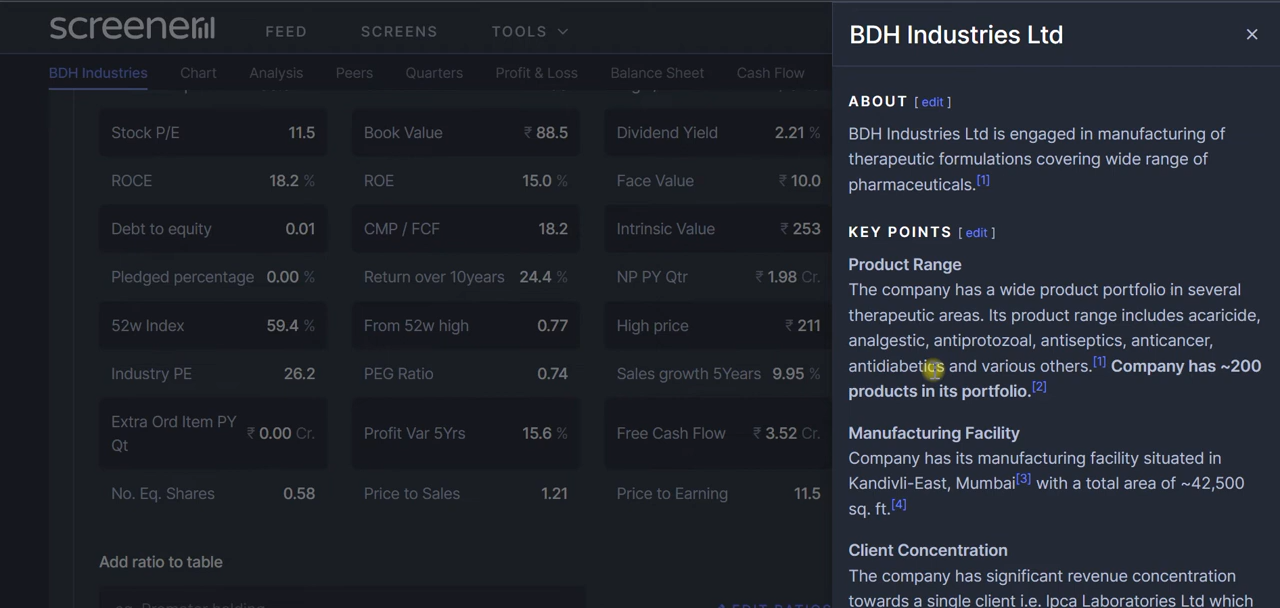 screener
FEED
SCREENS
TOOLS
BDH Industries
Chart
Analysis
Peers
Quarters
Profit & Loss
Balance Sheet
Cash Flow
Stock P/E 11.5
Book Value ₹ 88.5
Dividend Yield 2.21 %
ROCE 18.2 %
ROE 15.0 %
Face Value ₹ 10.0
Debt to equity 0.01
CMP / FCF 18.2
Intrinsic Value ₹ 253
Pledged percentage 0.00 %
Return over 10years 24.4 %
NP PY Qtr ₹ 1.98 Cr.
52w Index 59.4 %
From 52w high 0.77
High price ₹ 211
Industry PE 26.2
PEG Ratio 0.74
Sales growth 5Years 9.95 %
Extra Ord Item PY
Qt ₹ 0.00 Cr.
Profit Var 5Yrs 15.6 %
Free Cash Flow ₹ 3.52 Cr.
No. Eq. Shares 0.58
Price to Sales 1.21
Price to Earning 11.5
Add ratio to table
eg. Promoter holding
EDIT RATIOS
BDH Industries Ltd ×
ABOUT [ edit ]
BDH Industries Ltd is engaged in manufacturing of
therapeutic formulations covering wide range of
pharmaceuticals.[1]
KEY POINTS [ edit ]
Product Range
The company has a wide product portfolio in several
therapeutic areas. Its product range includes acaricide,
analgestic, antiprotozoal, antiseptics, anticancer,
antidiabetics and various others.[1] Company has ~200
products in its portfolio.[2]
Manufacturing Facility
Company has its manufacturing facility situated in
Kandivli-East, Mumbai[3] with a total area of ~42,500
sq. ft.[4]
Client Concentration
The company has significant revenue concentration
towards a single client i.e. Ipca Laboratories Ltd which